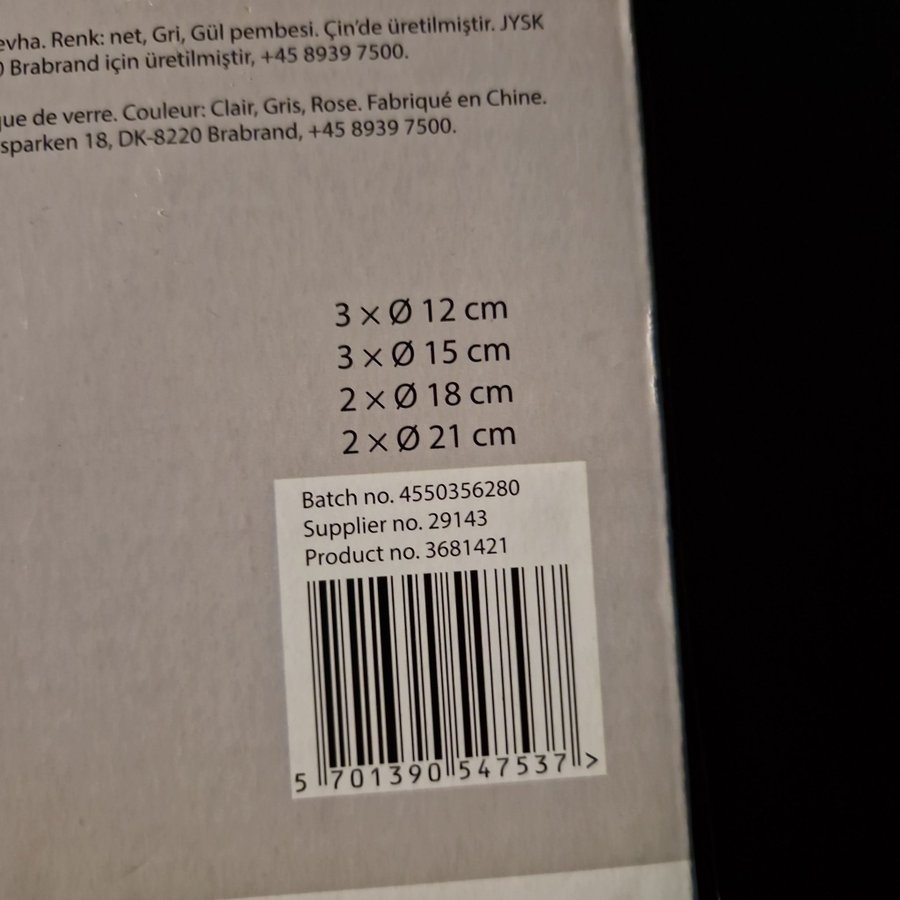 evha. Renk: net, Gri, Gül pembesi. Çin'de üretilmiştir. JYSK
0 Brabrand için üretilmiştir, +45 8939 7500.
que de verre. Couleur: Clair, Gris, Rose. Fabriqué en Chine.
sparken 18, DK-8220 Brabrand, +45 8939 7500.
3 × Ø 12 cm
3 × Ø 15 cm
2 × Ø 18 cm
2 × Ø 21 cm
Batch no. 4550356280
Supplier no. 29143
Product no. 3681421
5 701390 547537 >